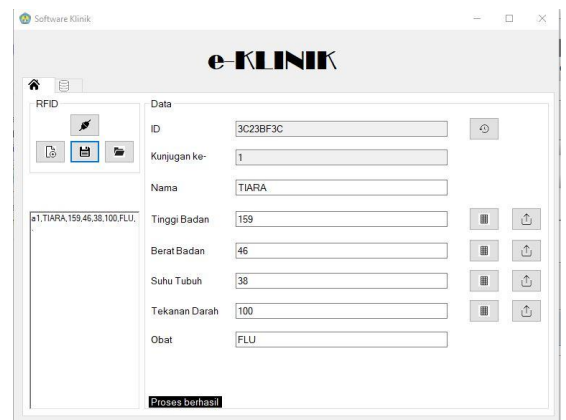 Software Klinik
e-KLINIK
RFID
a1,TIARA,159,46,38,100,FLU,
.
Data
ID 3C23BF3C
Kunjugan ke- 1
Nama TIARA
Tinggi Badan 159
Berat Badan 46
Suhu Tubuh 38
Tekanan Darah 100
Obat FLU
Proses berhasil